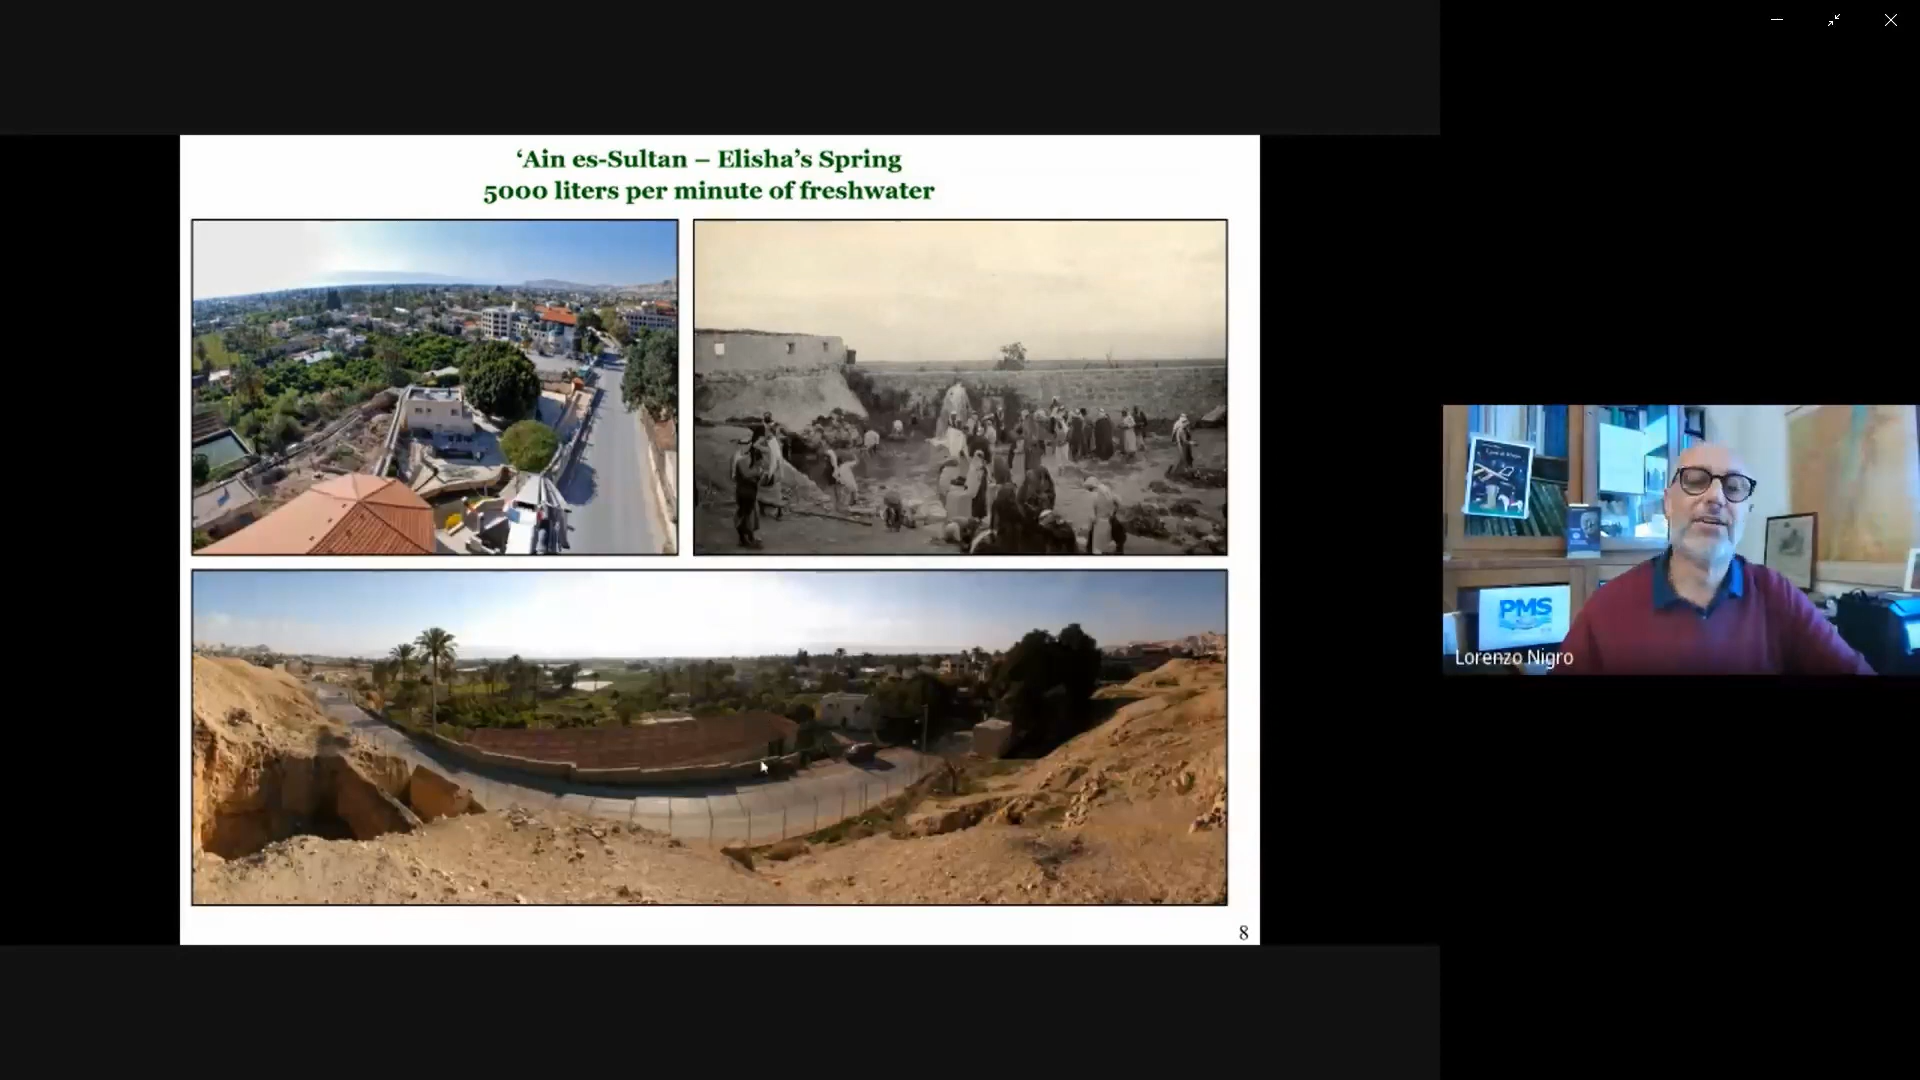 ‘Ain es-Sultan – Elisha’s Spring
5000 liters per minute of freshwater
8
PMS
Lorenzo Nigro